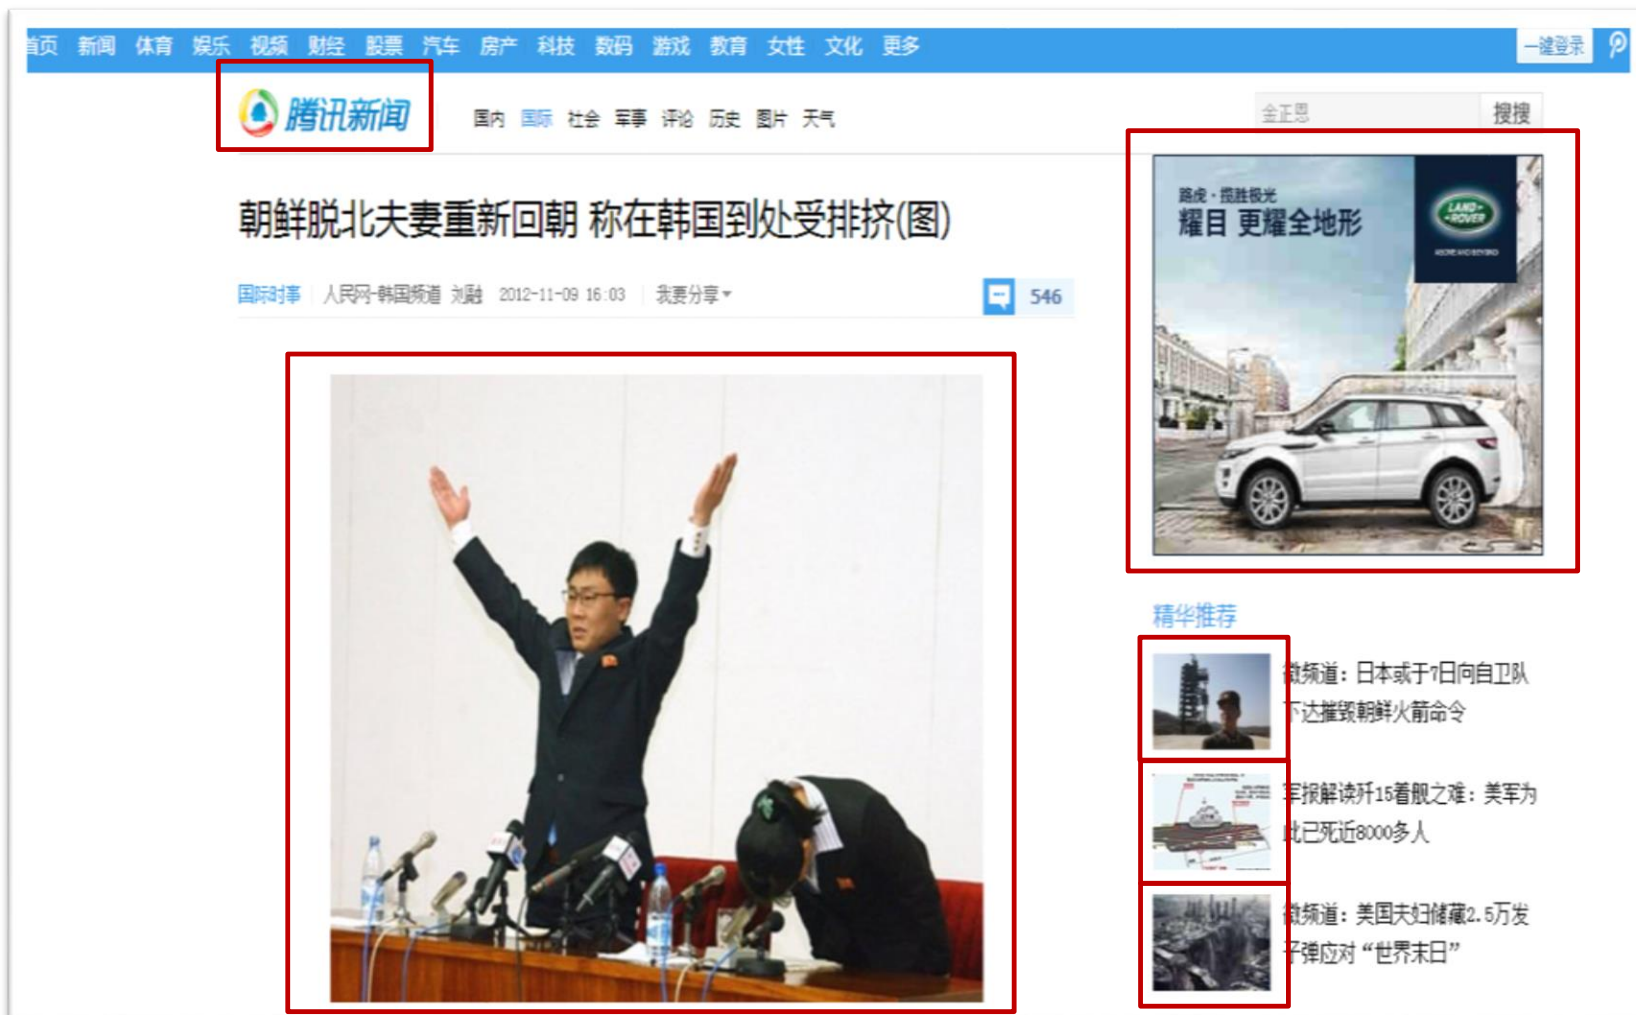 首页 新闻 体育 娱乐 视频 财经 股票 汽车 房产 科技 数码 游戏 教育 女性 文化 更多
一键登录
腾讯新闻
国内 国际 社会 军事 评论 历史 图片 天气
金正恩
搜搜
朝鲜脱北夫妻重新回朝 称在韩国到处受排挤(图)
国际时事 人民网-韩国频道 刘融 2012-11-09 16:03 我要分享
546
路虎·揽胜极光
耀目 更耀全地形
LAND-
-ROVER
ABOVE AND BEYOND
精华推荐
微频道：日本或于7日向自卫队
下达摧毁朝鲜火箭命令
军报解读歼15着舰之难：美军为
此已死近8000多人
微频道：美国夫妇储藏2.5万发
子弹应对“世界末日”